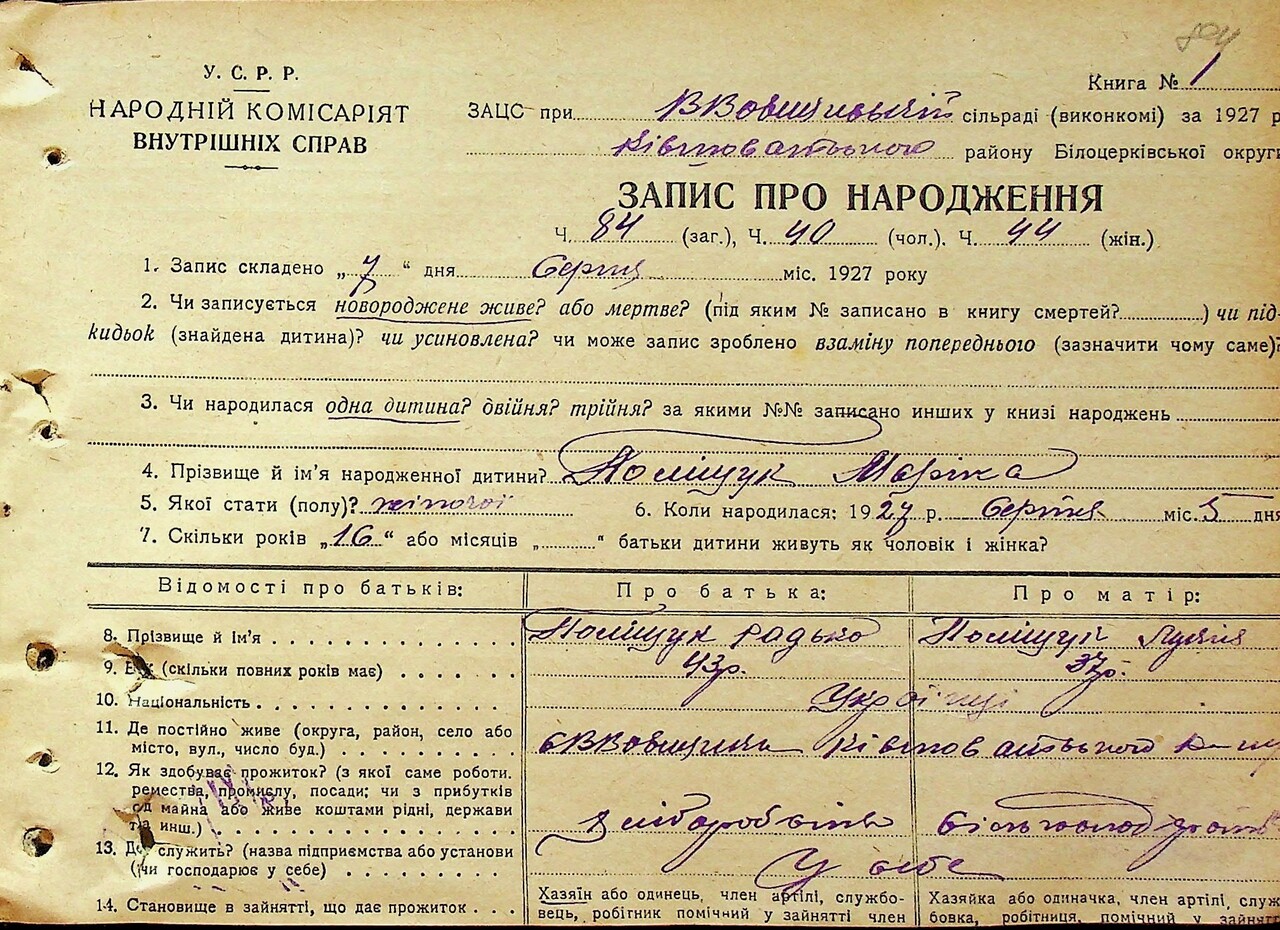 Книга № 1
У. С. Р. Р.
НАРОДНІЙ КОМІСАРІЯТ
ВНУТРІШНІХ СПРАВ
ЗАЦС при сільраді (виконкомі) за 1927 р
району Білоцерківської округи
ЗАПИС ПРО НАРОДЖЕННЯ
Ч. 84 (заг.), Ч. 40 (чол.). Ч. 44 (жін.)
1. Запис складено „7“ дня Серпня міс. 1927 року
2. Чи записується новороджене живе? або мертве? (під яким № записано в книгу смертей? ) чи під-
кидьок (знайдена дитина)? чи усиновлена? чи може запис зроблено взаміну попереднього (зазначити чому саме)?
3. Чи народилася одна дитина? двійня? трійня? за якими №№ записано инших у книзі народжень
4. Прізвище й ім'я народженної дитини? Поліщук Маріка
5. Якої стати (полу)? жіночої 6. Коли народилася: 1927 р. Серпня міс. 5 дня
7. Скільки років „16“ або місяців „ “ батьки дитини живуть як чоловік і жінка?
Відомості про батьків: Про батька: Про матір:
8. Прізвище й ім'я Поліщук Радько Поліщук
9. Вік (скільки повних років має) 43р. 37р.
10. Національність Українці
11. Де постійно живе (округа, район, село або
місто, вул., число буд.)
12. Як здобуває прожиток? (з якої саме роботи.
ремества, промислу, посади; чи з прибутків
од майна або живе коштами рідні, держави
та инш.)
13. Де служить? (назва підприємства або установи
(чи господарює у себе) У себе
14. Становище в зайнятті, що дає прожиток
Хазяїн або одинець, член артілі, службо-
вець, робітник помічний у зайнятті член
Хазяйка або одиначка, член артілі, служ
бовка, робітниця, помічний у зайнятт